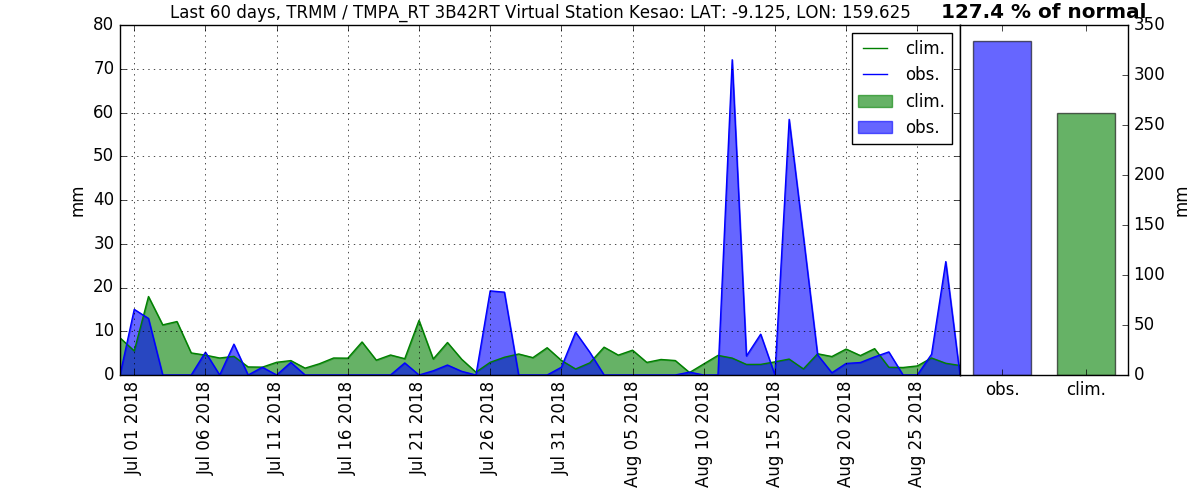 Last 60 days, TRMM / TMPA_RT 3B42RT Virtual Station Kesao: LAT: -9.125, LON: 159.625
127.4 % of normal
80
70
60
50
40
30
20
10
0
mm
clim.
obs.
clim.
obs.
350
300
250
200
150
100
50
0
mm
obs.
clim.
Jul 01 2018
Jul 06 2018
Jul 11 2018
Jul 16 2018
Jul 21 2018
Jul 26 2018
Jul 31 2018
Aug 05 2018
Aug 10 2018
Aug 15 2018
Aug 20 2018
Aug 25 2018